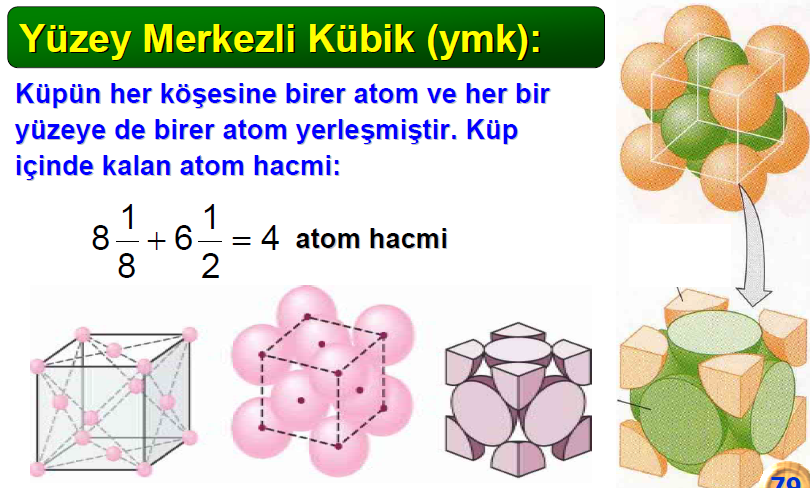 Yüzey Merkezli Kübik (ymk):
Küpün her köşesine birer atom ve her bir
yüzeye de birer atom yerleşmiştir. Küp
içinde kalan atom hacmi:
8 1/8 + 6 1/2 = 4 atom hacmi
79